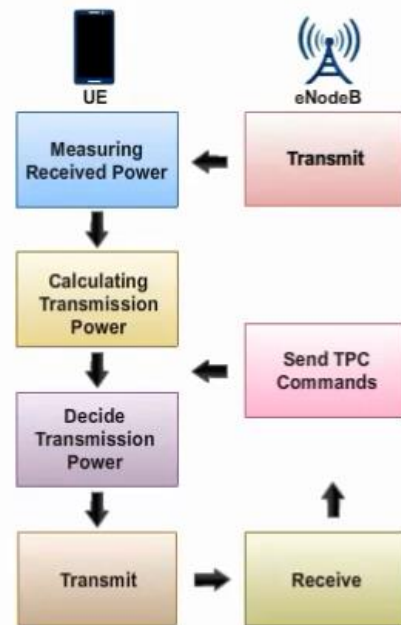 UE
eNodeB
Measuring
Received Power
Transmit
Calculating
Transmission
Power
Send TPC
Commands
Decide
Transmission
Power
Transmit
Receive